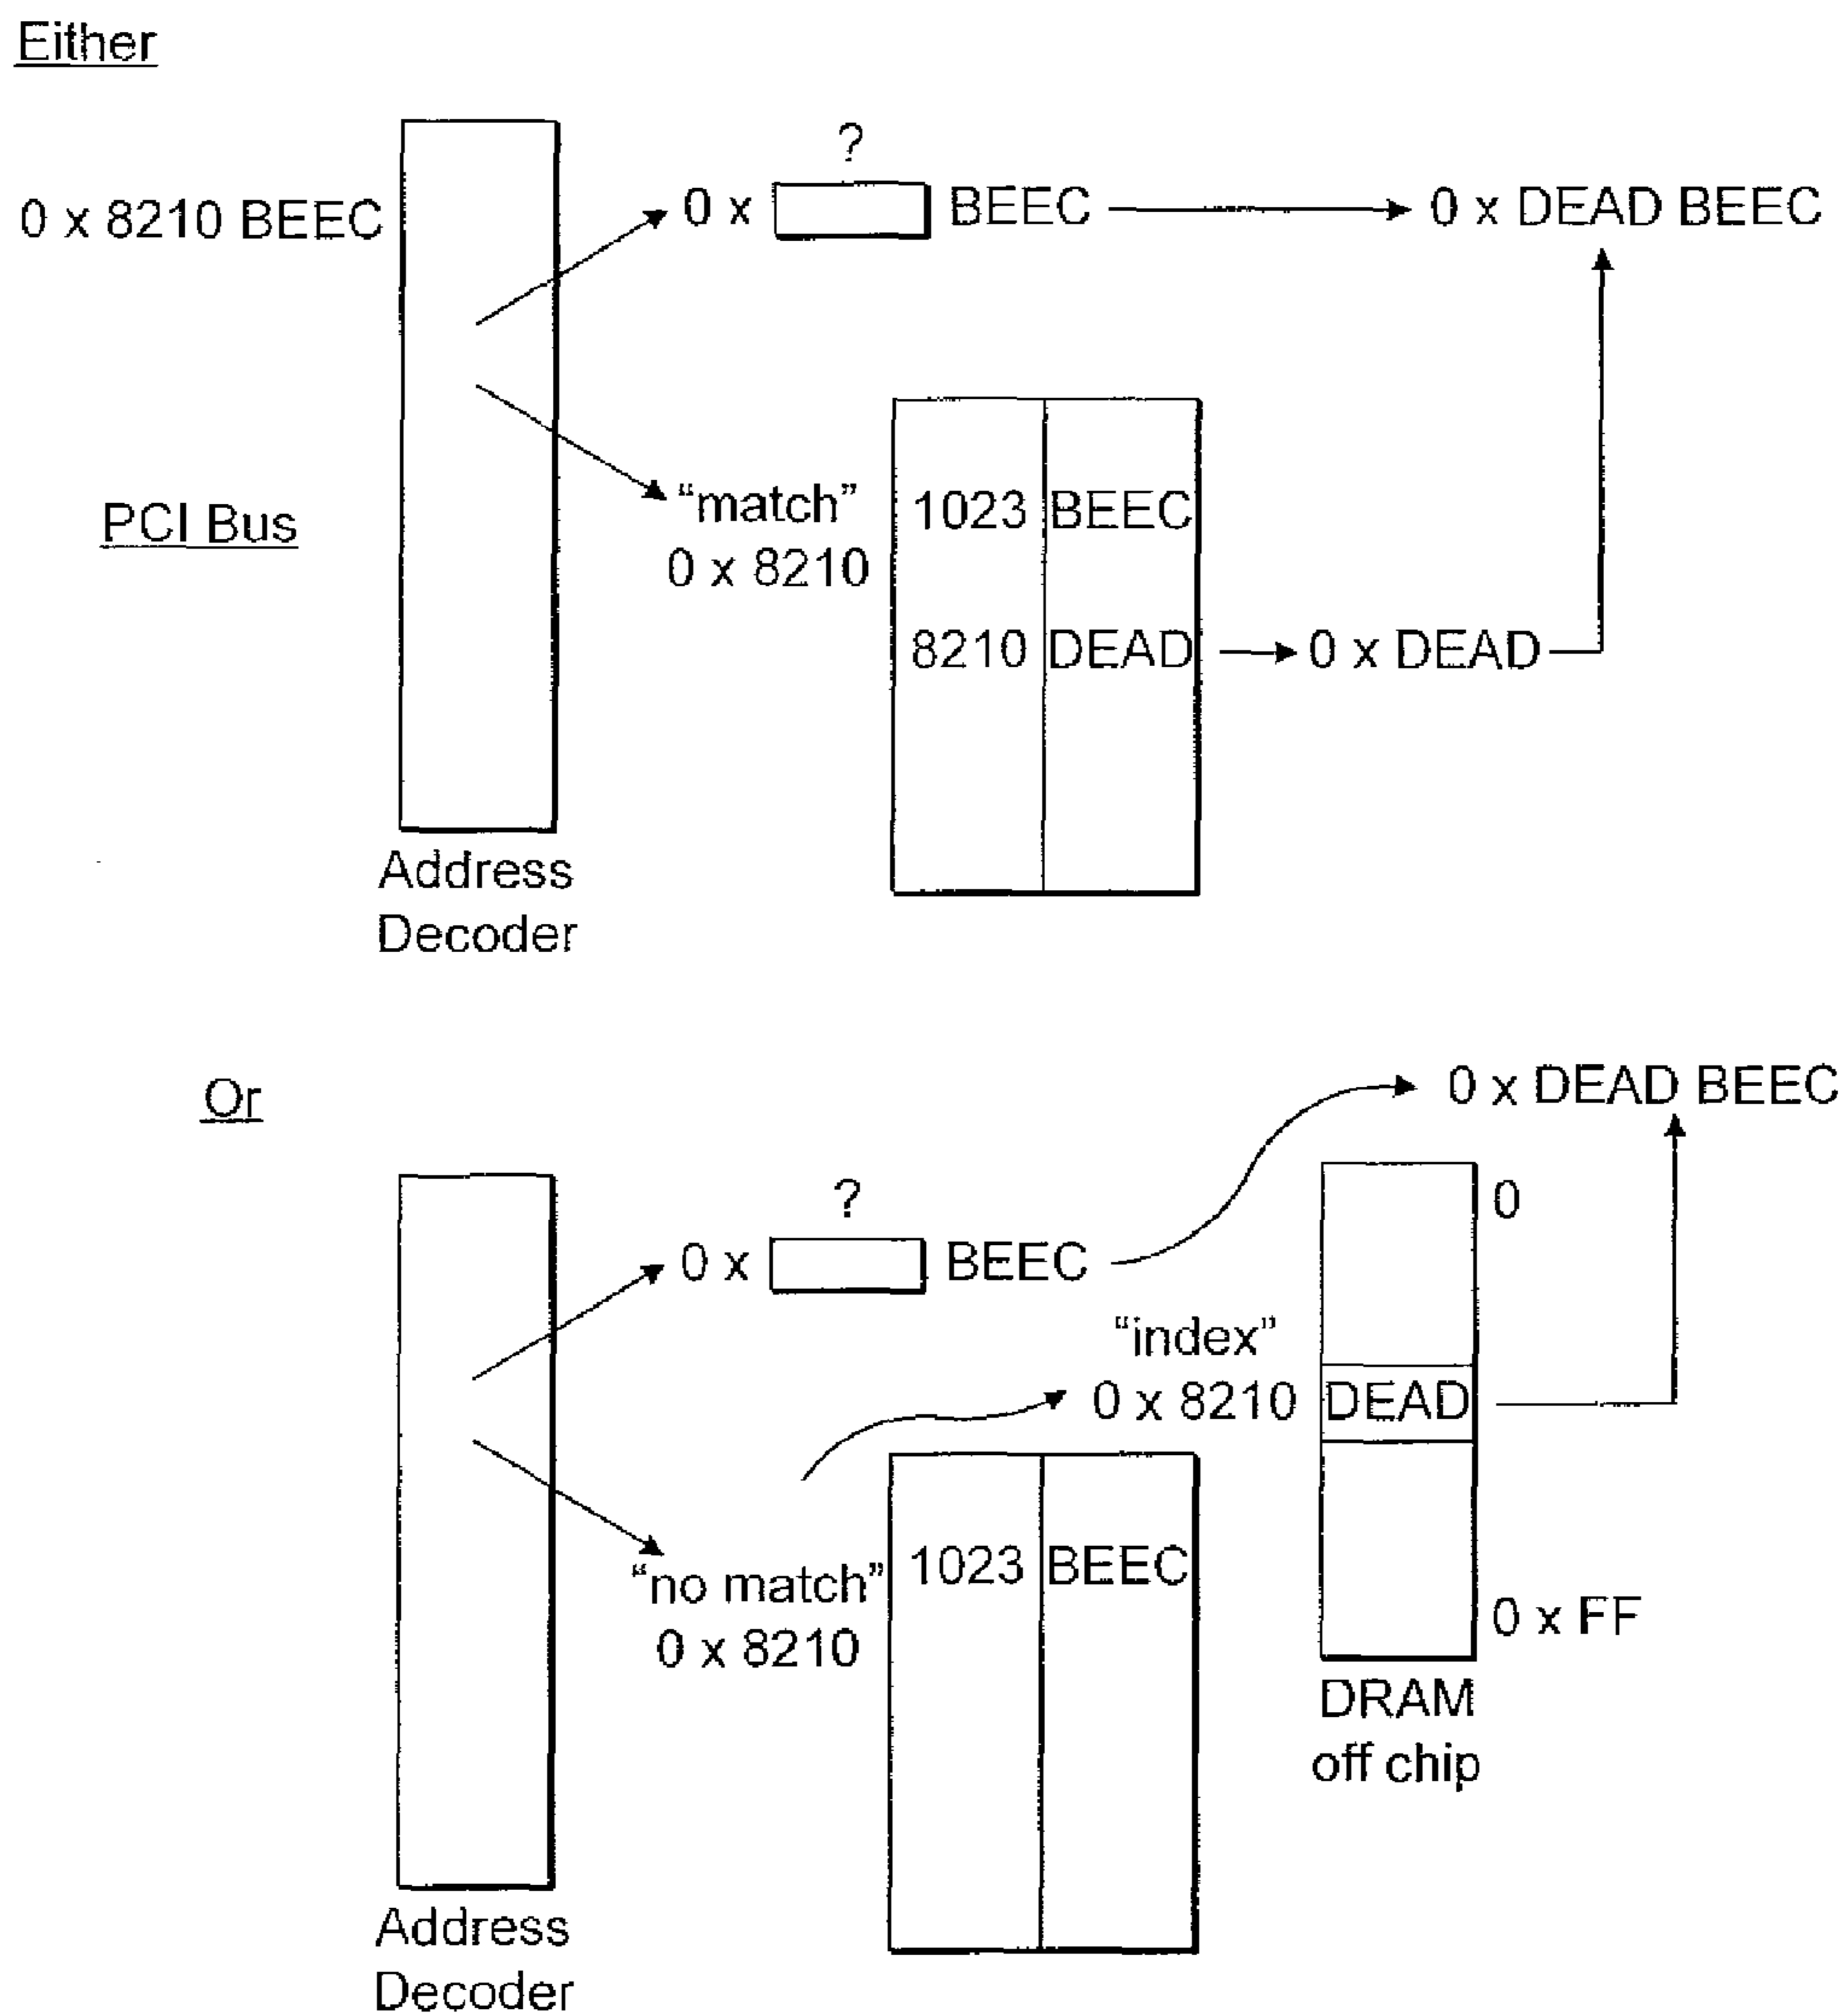 Either
?
0 x 8210 BEEC
0 x BEEC
0 x DEAD BEEC
PCI Bus
"match"
0 x 8210
1023 BEEC
8210 DEAD
0 x DEAD
Address
Decoder
Or
0 x DEAD BEEC
?
0
0 x BEEC
"index"
0 x 8210
DEAD
"no match"
0 x 8210
1023 BEEC
0 x FF
DRAM
off chip
Address
Decoder